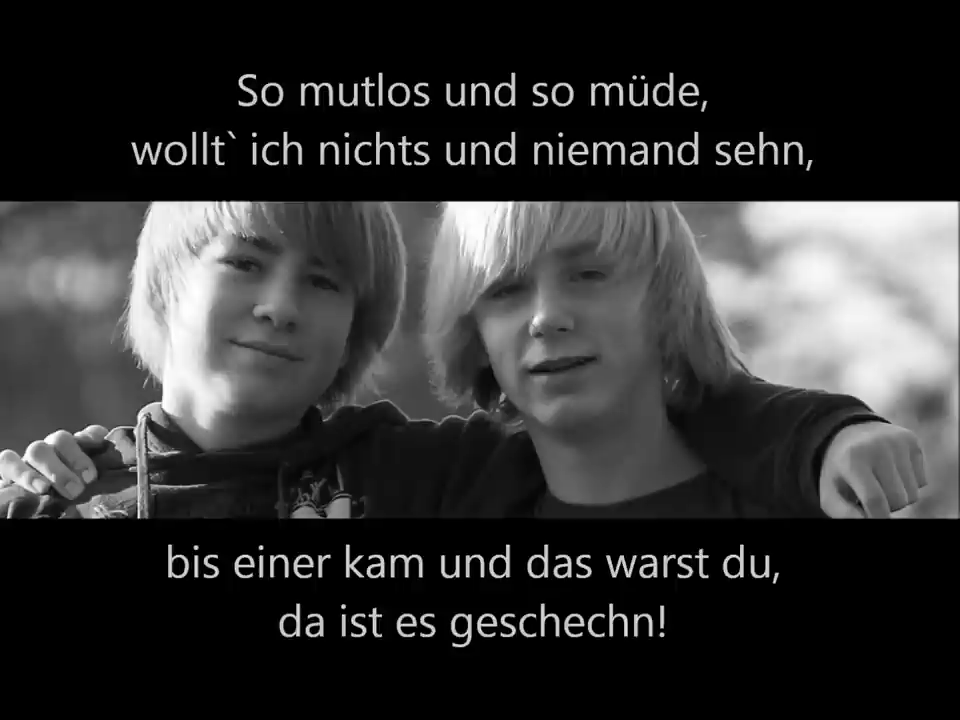 So mutlos und so müde,
wollt` ich nichts und niemand sehn,
bis einer kam und das warst du,
da ist es geschechn!